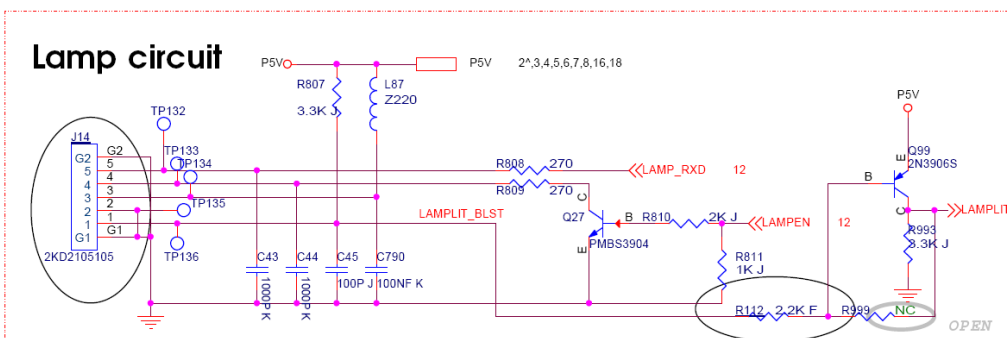 Lamp circuit
P5V
P5V
2^,3,4,5,6,7,8,16,18
R807
3.3K J
L87
Z220
P5V
TP132
J14
G2
G2
5
5
4
4
3
3
2
2
1
1
G1
G1
2KD2105105
TP133
TP134
TP135
TP136
R808
270
LAMP_RXD
12
R809
270
Q99
2N3906S
E
B
C
LAMPLIT
LAMPLIT_BLST
C
Q27
B
E
PMBS3904
R810
2K J
LAMPEN
12
R993
3.3K J
R811
1K J
C43
1000P K
C44
1000P K
C45
100P J
C790
100NF K
R112
2.2K F
R999
NC
OPEN